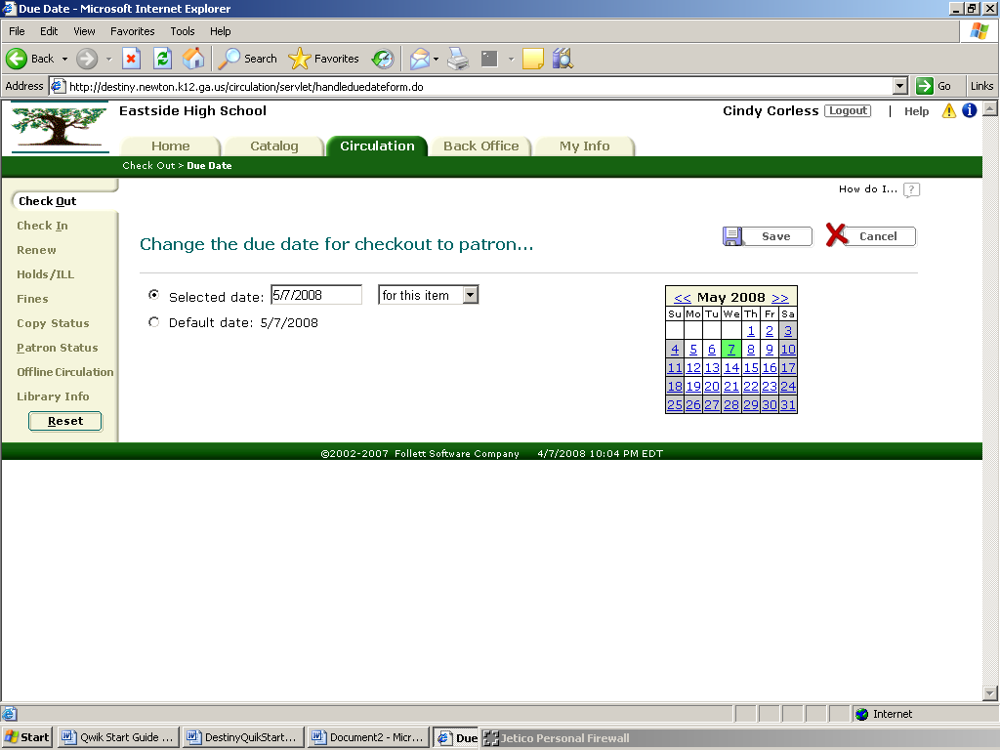 Due Date - Microsoft Internet Explorer
File Edit View Favorites Tools Help
Back Search Favorites
Address http://destiny.newton.k12.ga.us/circulation/servlet/handleduedateform.do Go Links
Eastside High School Cindy Corless Logout | Help
Home Catalog Circulation Back Office My Info
Check Out > Due Date
How do I... ?
Check Out
Check In
Renew
Holds/ILL
Fines
Copy Status
Patron Status
Offline Circulation
Library Info
Reset
Change the due date for checkout to patron... Save Cancel
Selected date: 5/7/2008 for this item
Default date: 5/7/2008
<< May 2008 >>
Su Mo Tu We Th Fr Sa
1 2 3
4 5 6 7 8 9 10
11 12 13 14 15 16 17
18 19 20 21 22 23 24
25 26 27 28 29 30 31
©2002-2007 Follett Software Company 4/7/2008 10:04 PM EDT
Internet
Start Qwik Start Guide ... DestinyQuikStart... Document2 - Micr... Due Jetico Personal Firewall